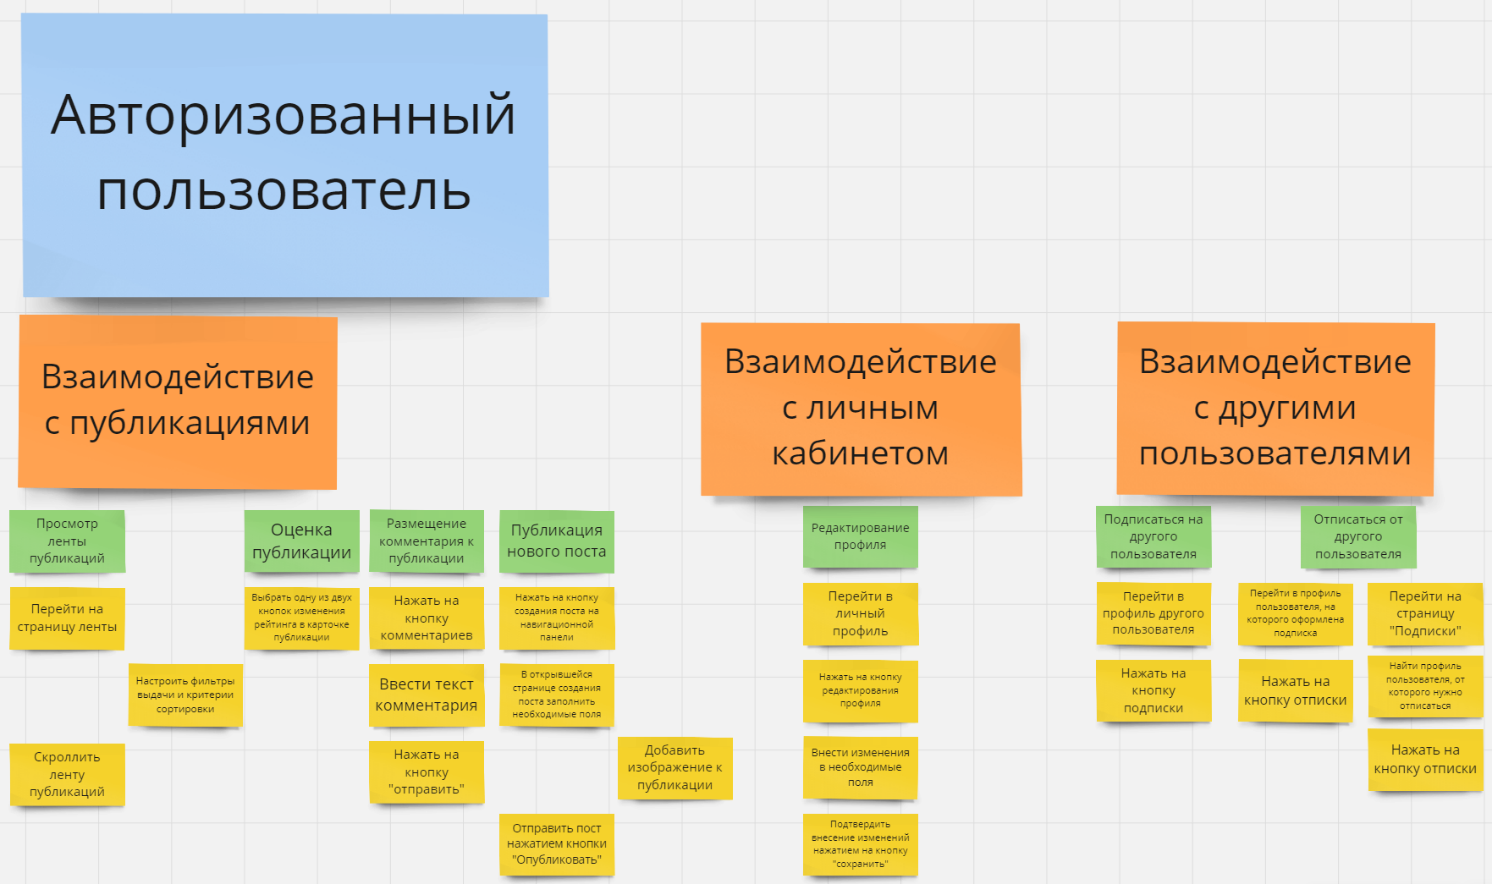 Авторизованный
пользователь
Взаимодействие
с публикациями
Взаимодействие
с личным
кабинетом
Взаимодействие
с другими
пользователями
Просмотр
ленты
публикаций
Оценка
публикации
Размещение
комментария к
публикации
Публикация
нового поста
Редактирование
профиля
Подписаться на
другого
пользователя
Отписаться от
другого
пользователя
Перейти на
страницу ленты
Выбрать одну из двух
кнопок изменения
рейтинга в карточке
публикации
Нажать на
кнопку
комментариев
Нажать на кнопку
создания поста на
навигационной
панели
Перейти в
личный
профиль
Перейти в
профиль другого
пользователя
Перейти в профиль
пользователя, на
которого оформлена
подписка
Перейти на
страницу
"Подписки"
Настроить фильтры
выдачи и критерии
сортировки
Ввести текст
комментария
В открывшейся
странице создания
поста заполнить
необходимые поля
Нажать на кнопку
редактирования
профиля
Нажать на
кнопку
подписки
Нажать на
кнопку отписки
Найти профиль
пользователя, от
которого нужно
отписаться
Скроллить
ленту
публикаций
Нажать на
кнопку
"отправить"
Добавить
изображение к
публикации
Внести изменения
в необходимые
поля
Нажать на
кнопку отписки
Отправить пост
нажатием кнопки
"Опубликовать"
Подтвердить
внесение изменений
нажатием на кнопку
"сохранить"